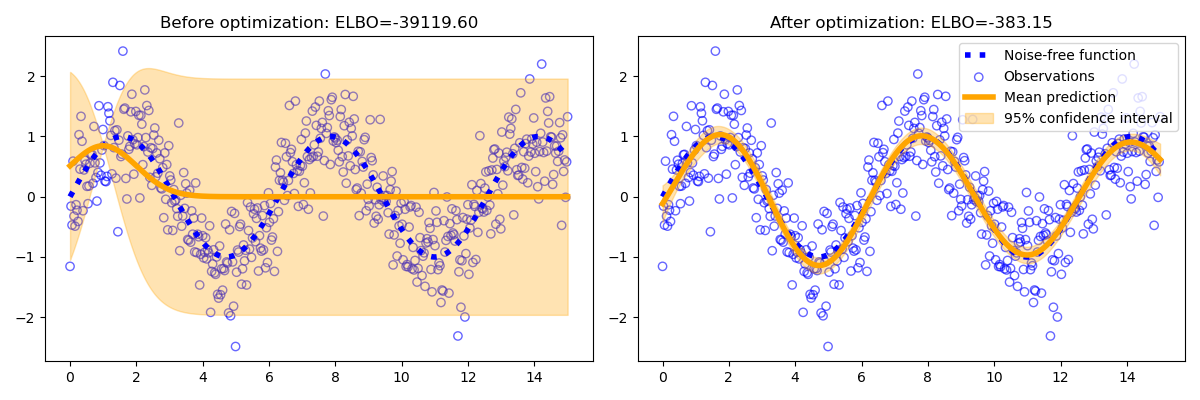 Before optimization: ELBO=-39119.60
2
1
0
−1
−2
0 2 4 6 8 10 12 14
After optimization: ELBO=-383.15
Noise-free function
Observations
Mean prediction
95% confidence interval
2
1
0
−1
−2
0 2 4 6 8 10 12 14